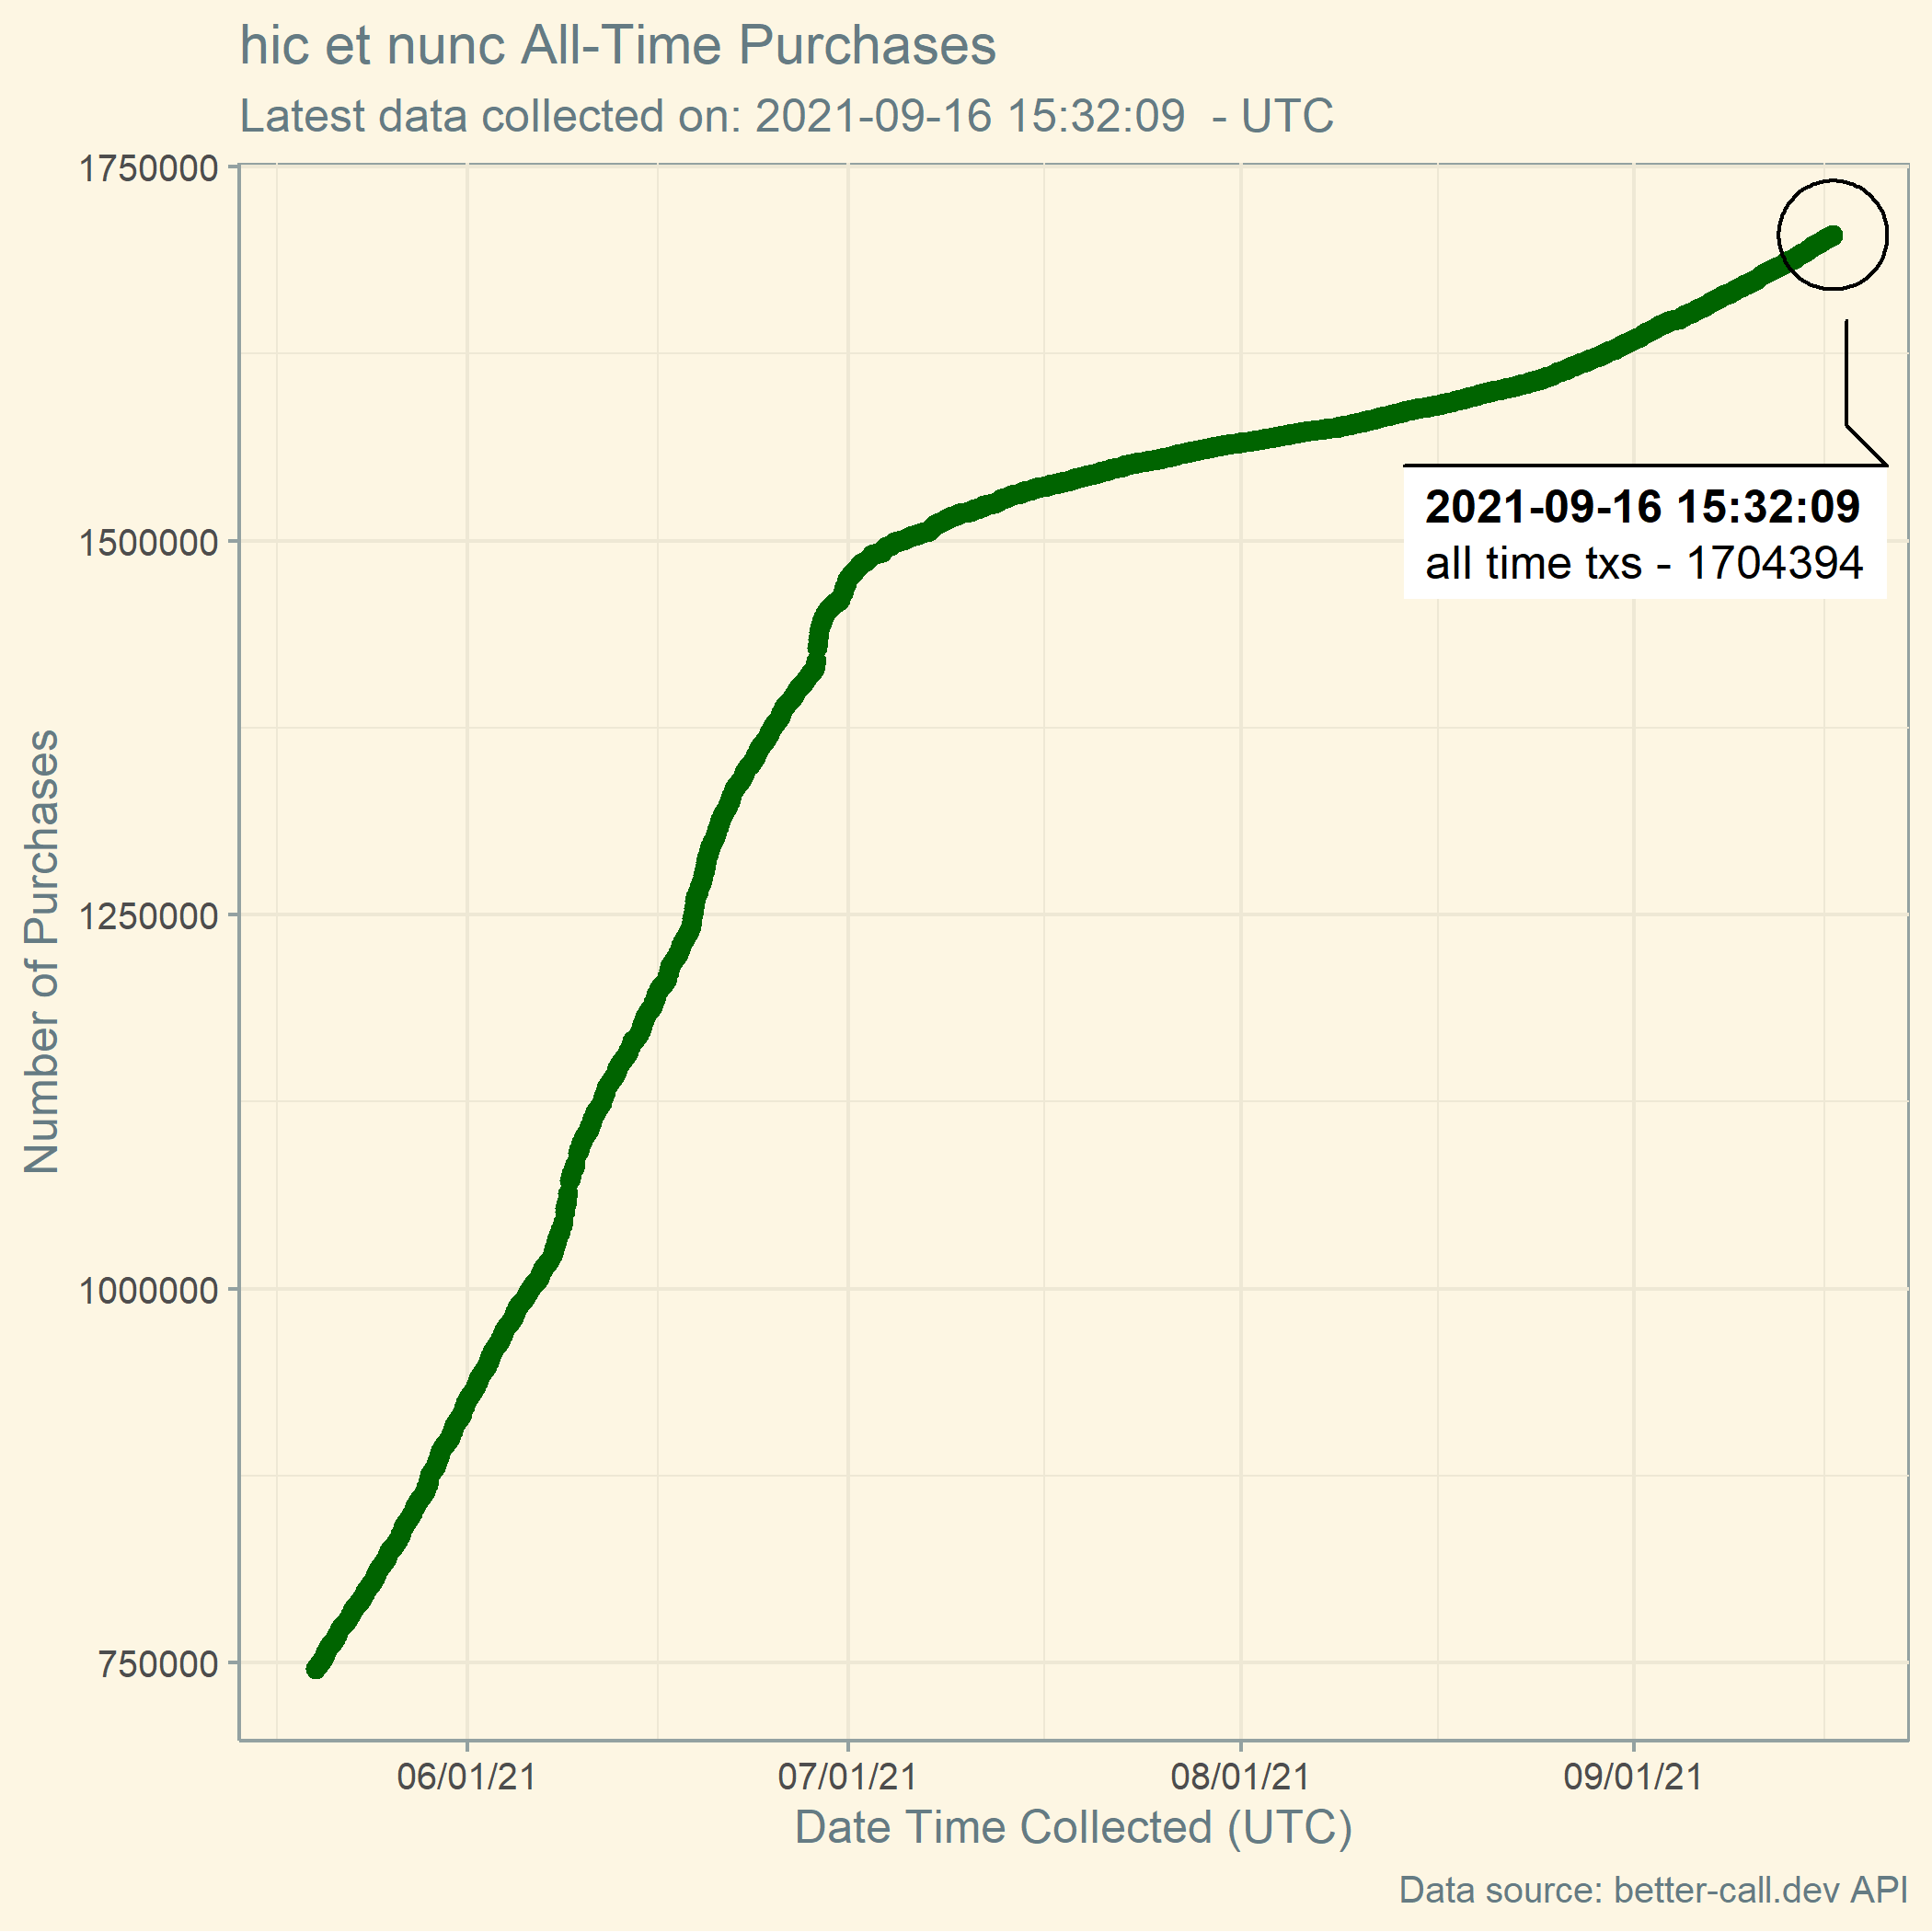 hic et nunc All-Time Purchases
Latest data collected on: 2021-09-16 15:32:09  - UTC
1750000
1500000
1250000
1000000
750000
Number of Purchases
2021-09-16 15:32:09
all time txs - 1704394
06/01/21
07/01/21
08/01/21
09/01/21
Date Time Collected (UTC)
Data source: better-call.dev API